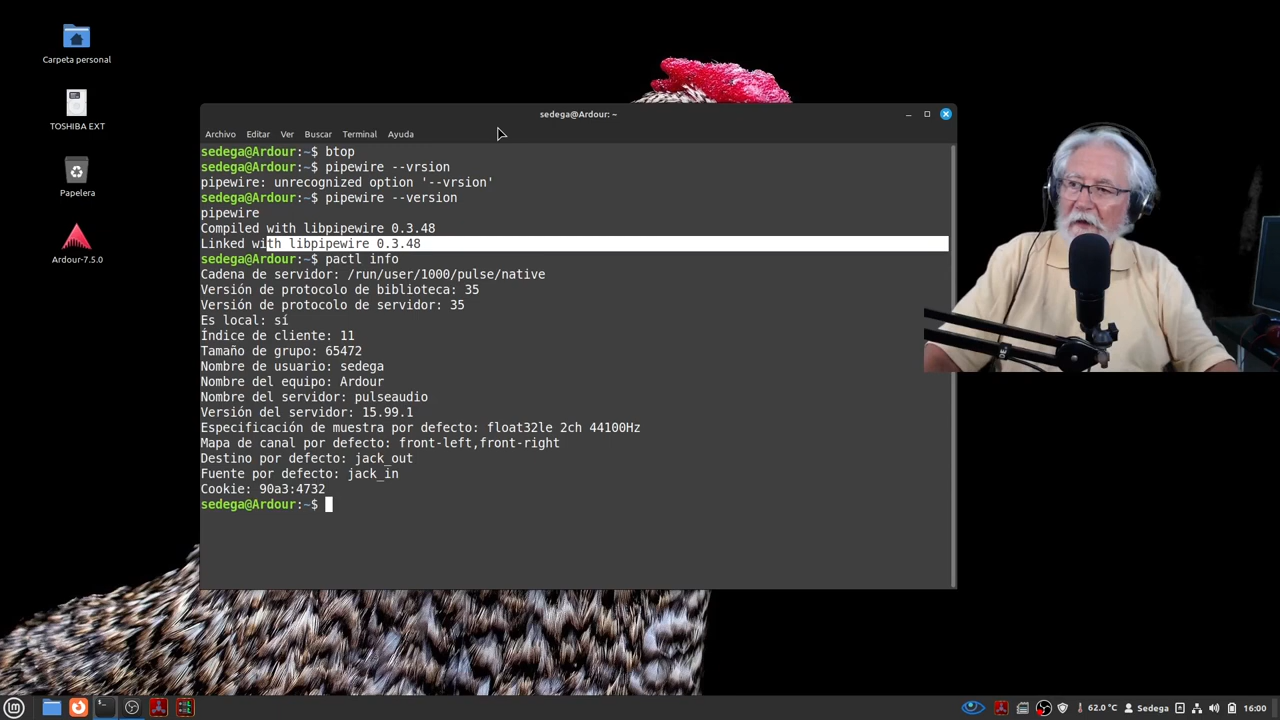 Carpeta personal
TOSHIBA EXT
Papelera
Ardour-7.5.0
sedega@Ardour: ~
Archivo Editar Ver Buscar Terminal Ayuda
sedega@Ardour:~$ btop
sedega@Ardour:~$ pipewire --vrsion
pipewire: unrecognized option '--vrsion'
sedega@Ardour:~$ pipewire --version
pipewire
Compiled with libpipewire 0.3.48
Linked with libpipewire 0.3.48
sedega@Ardour:~$ pactl info
Cadena de servidor: /run/user/1000/pulse/native
Versión de protocolo de biblioteca: 35
Versión de protocolo de servidor: 35
Es local: sí
Índice de cliente: 11
Tamaño de grupo: 65472
Nombre de usuario: sedega
Nombre del equipo: Ardour
Nombre del servidor: pulseaudio
Versión del servidor: 15.99.1
Especificación de muestra por defecto: float32le 2ch 44100Hz
Mapa de canal por defecto: front-left,front-right
Destino por defecto: jack_out
Fuente por defecto: jack_in
Cookie: 90a3:4732
sedega@Ardour:~$
62.0°C Sedega 16:00